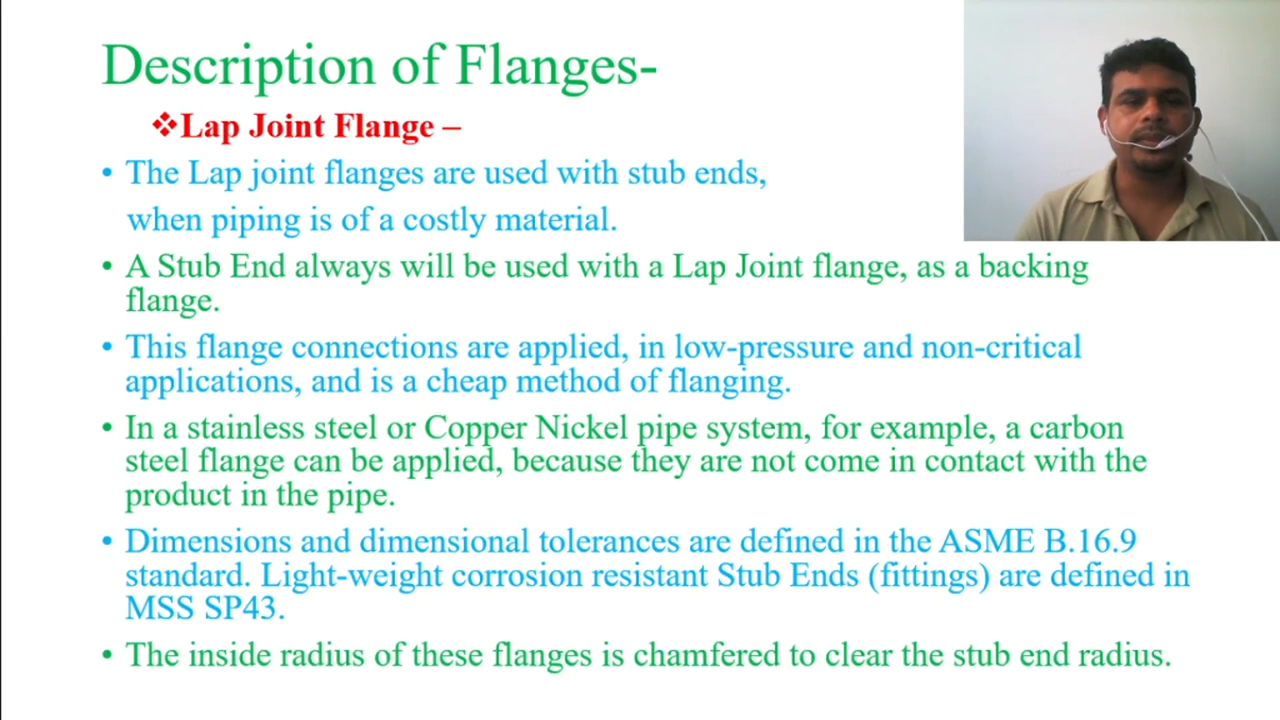 Description of Flanges-
❖Lap Joint Flange –
• The Lap joint flanges are used with stub ends,
when piping is of a costly material.
• A Stub End always will be used with a Lap Joint flange, as a backing
flange.
• This flange connections are applied, in low-pressure and non-critical
applications, and is a cheap method of flanging.
• In a stainless steel or Copper Nickel pipe system, for example, a carbon
steel flange can be applied, because they are not come in contact with the
product in the pipe.
• Dimensions and dimensional tolerances are defined in the ASME B.16.9
standard. Light-weight corrosion resistant Stub Ends (fittings) are defined in
MSS SP43.
• The inside radius of these flanges is chamfered to clear the stub end radius.